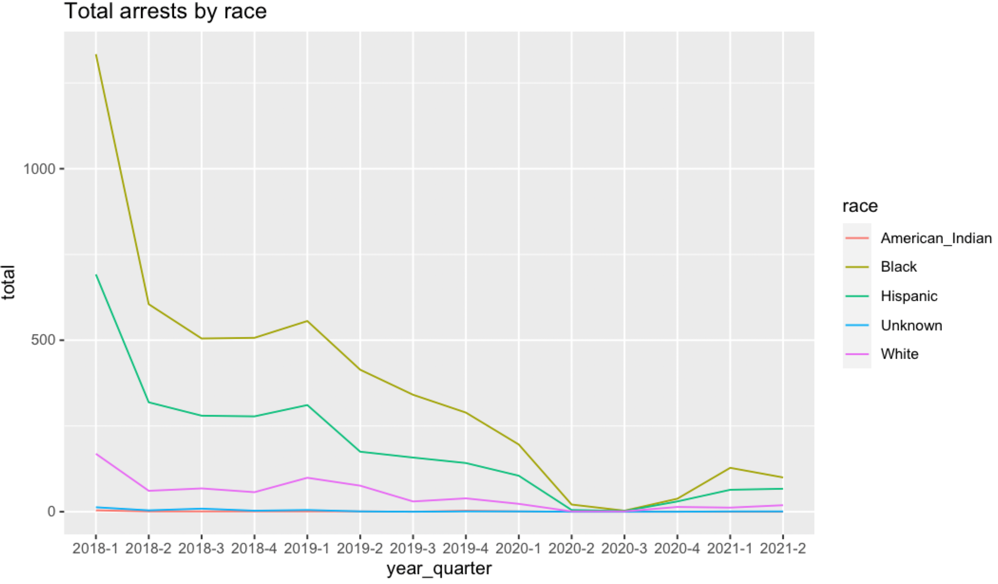 Total arrests by race
total
1000
500
0
2018-1 2018-2 2018-3 2018-4 2019-1 2019-2 2019-3 2019-4 2020-1 2020-2 2020-3 2020-4 2021-1 2021-2
year_quarter
race
American_Indian
Black
Hispanic
Unknown
White